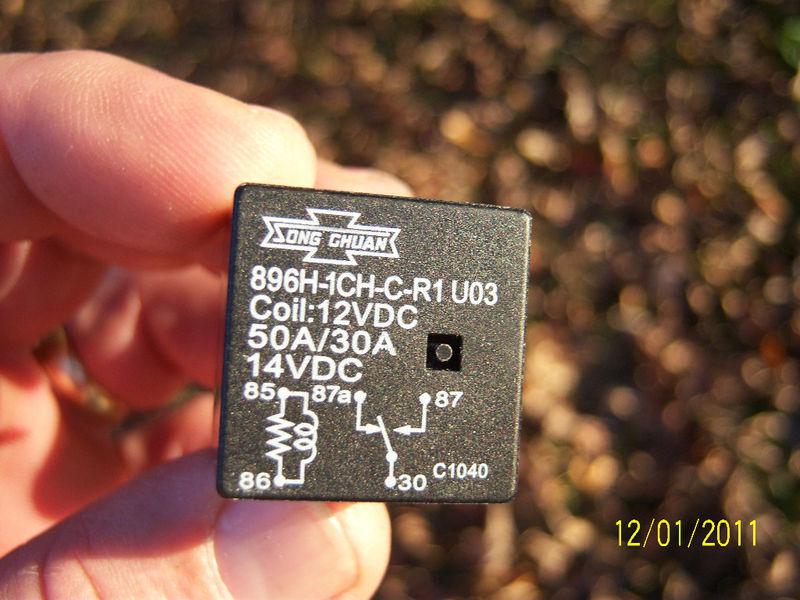 SONG CHUAN
896H-1CH-C-R1 U03
Coil:12VDC
50A/30A
14VDC
85 87a 87
86 30 C1040
12/01/2011